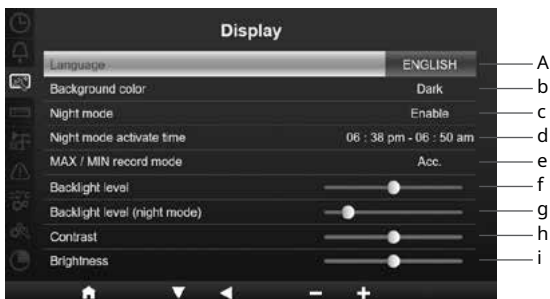 Display
Language ENGLISH A
Background color Dark b
Night mode Enable c
Night mode activate time 06 : 38 pm - 06 : 50 am d
MAX / MIN record mode Acc. e
Backlight level f
Backlight level (night mode) g
Contrast h
Brightness i